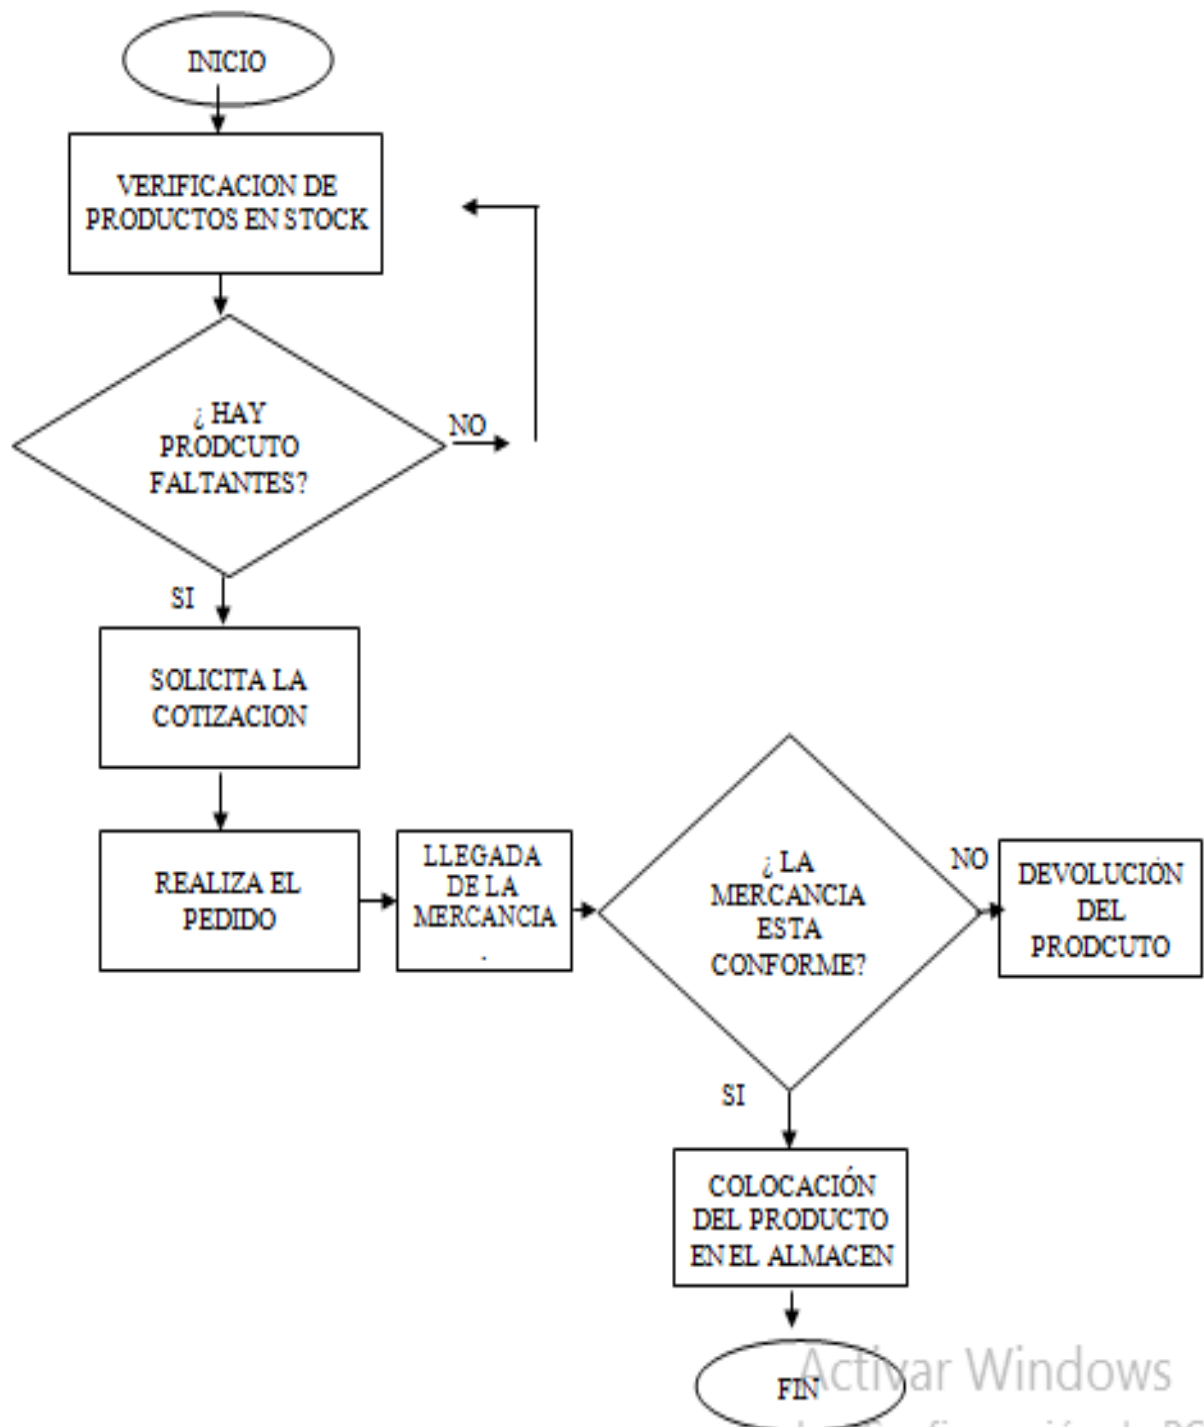 INICIO
VERIFICACION DE
PRODUCTOS EN STOCK
¿ HAY
PRODCUTO
FALTANTES?
NO
SI
SOLICITA LA
COTIZACION
REALIZA EL
PEDIDO
LLEGADA
DE LA
MERCANCIA
.
¿ LA
MERCANCIA
ESTA
CONFORME?
NO
DEVOLUCIÓN
DEL
PRODCUTO
SI
COLOCACIÓN
DEL PRODUCTO
EN EL ALMACEN
FIN
Activar Windows